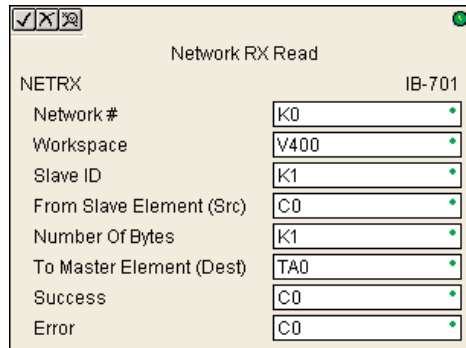 Network RX Read
NETRX IB-701
Network # K0
Workspace V400
Slave ID K1
From Slave Element (Src) C0
Number Of Bytes K1
To Master Element (Dest) TA0
Success C0
Error C0